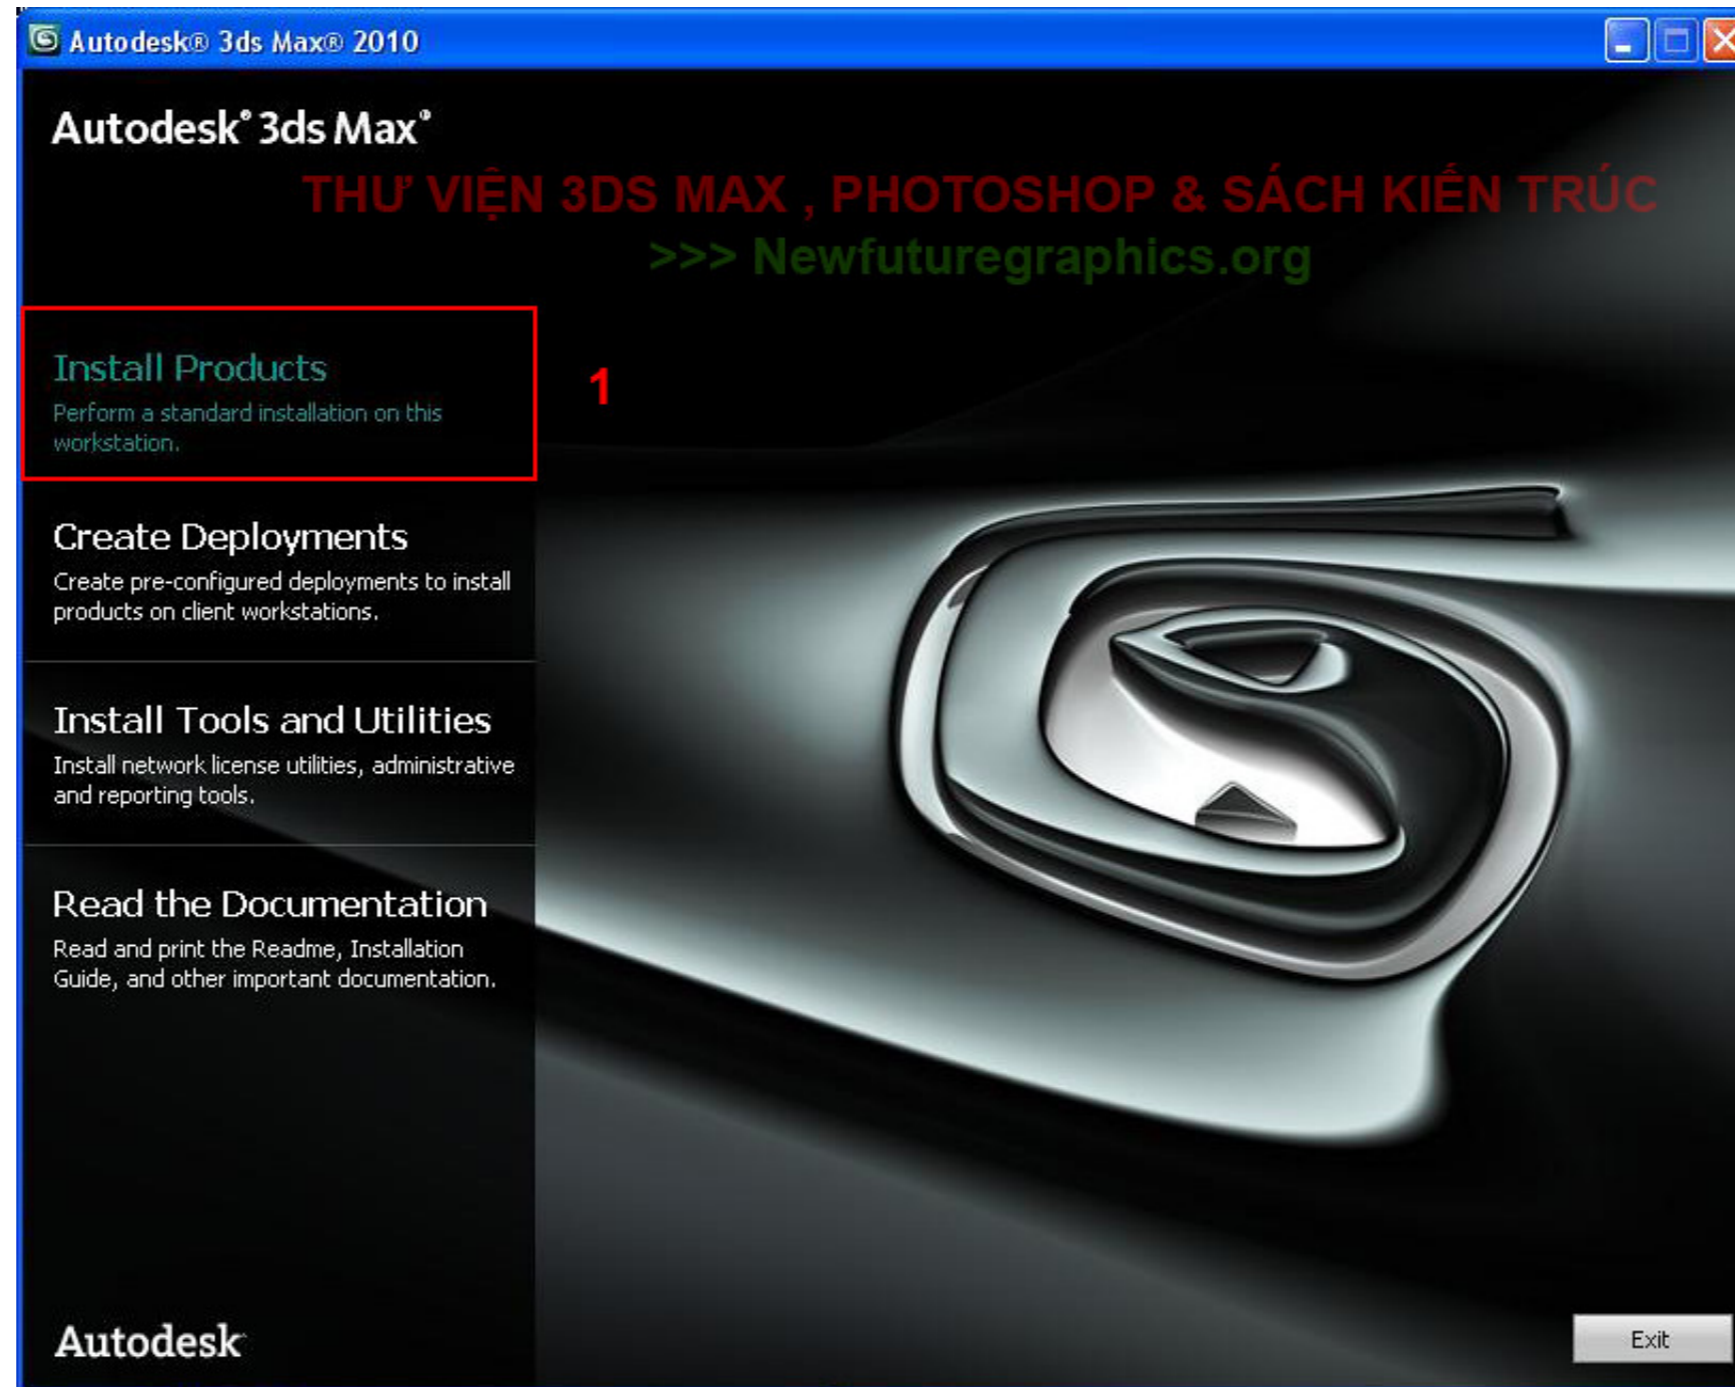 Autodesk® 3ds Max® 2010
Autodesk® 3ds Max®
THƯ VIỆN 3DS MAX , PHOTOSHOP & SÁCH KIẾN TRÚC
>>> Newfuturegraphics.org
Install Products
1
Perform a standard installation on this
workstation.
Create Deployments
Create pre-configured deployments to install
products on client workstations.
Install Tools and Utilities
Install network license utilities, administrative
and reporting tools.
Read the Documentation
Read and print the Readme, Installation
Guide, and other important documentation.
Autodesk
Exit